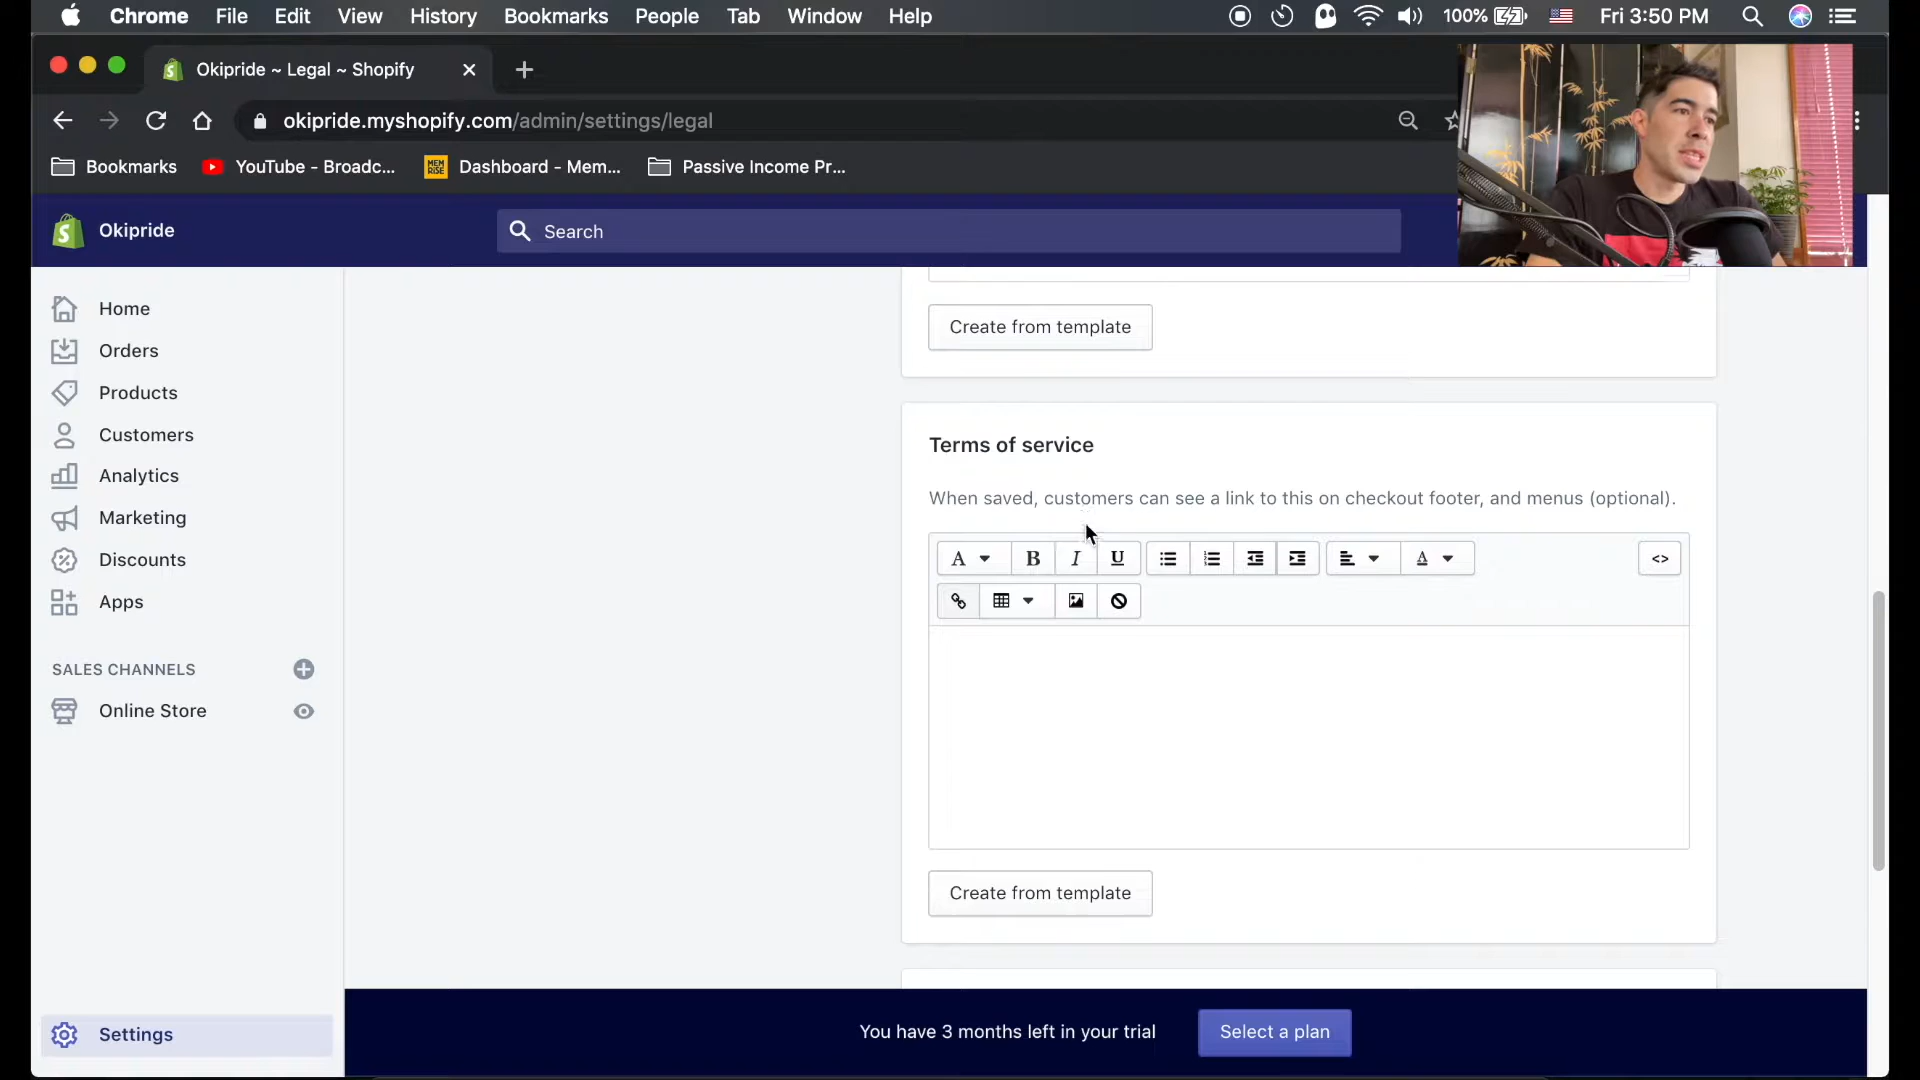 Chrome File Edit View History Bookmarks People Tab Window Help 100% Fri 3:50 PM
Okipride ~ Legal ~ Shopify
okipride.myshopify.com/admin/settings/legal
Bookmarks YouTube - Broadc... MEM RISE Dashboard - Mem... Passive Income Pr...
Okipride Search
Home
Orders
Products
Customers
Analytics
Marketing
Discounts
Apps
SALES CHANNELS
Online Store
Settings
Create from template
Terms of service
When saved, customers can see a link to this on checkout footer, and menus (optional).
A B I U A <>
Create from template
You have 3 months left in your trial Select a plan